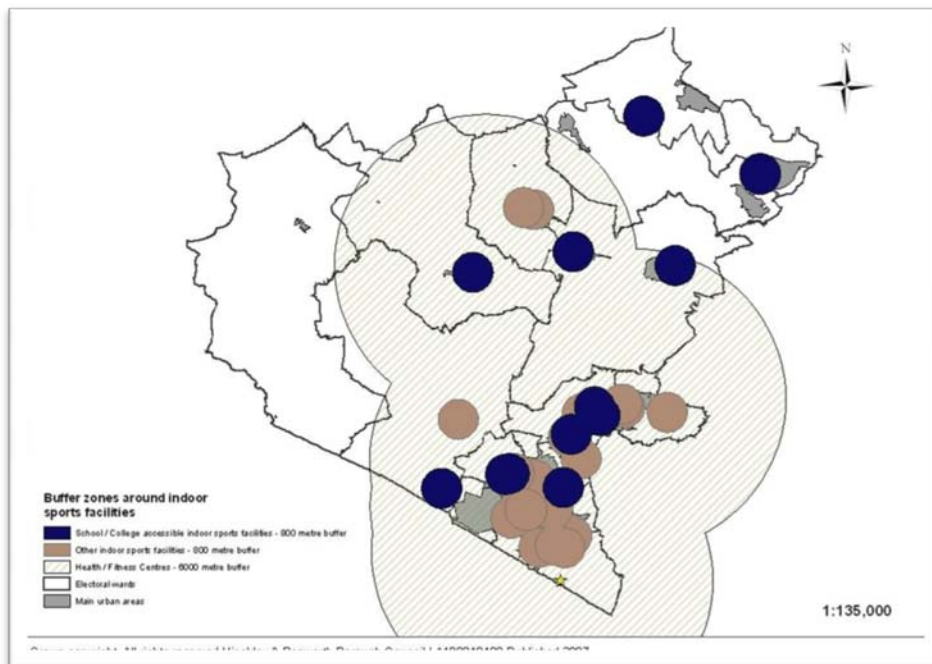 N
Buffer zones around indoor
sports facilities
School / College accessible indoor sports facilities - 800 metre buffer
Other indoor sports facilities - 800 metre buffer
Health / Fitness Centres - 6000 metre buffer
Electoral wards
Main urban areas
1:135,000